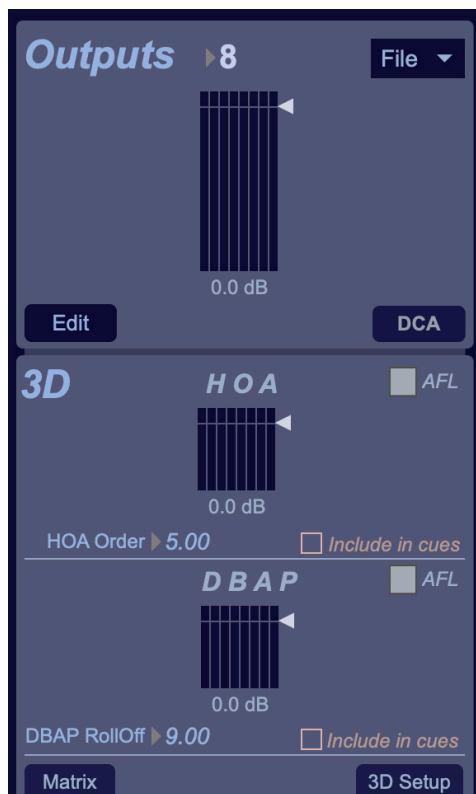 Outputs 8 File
0.0 dB
Edit DCA
3D HOA AFL
0.0 dB
HOA Order 5.00 Include in cues
DBAP AFL
0.0 dB
DBAP RollOff 9.00 Include in cues
Matrix 3D Setup